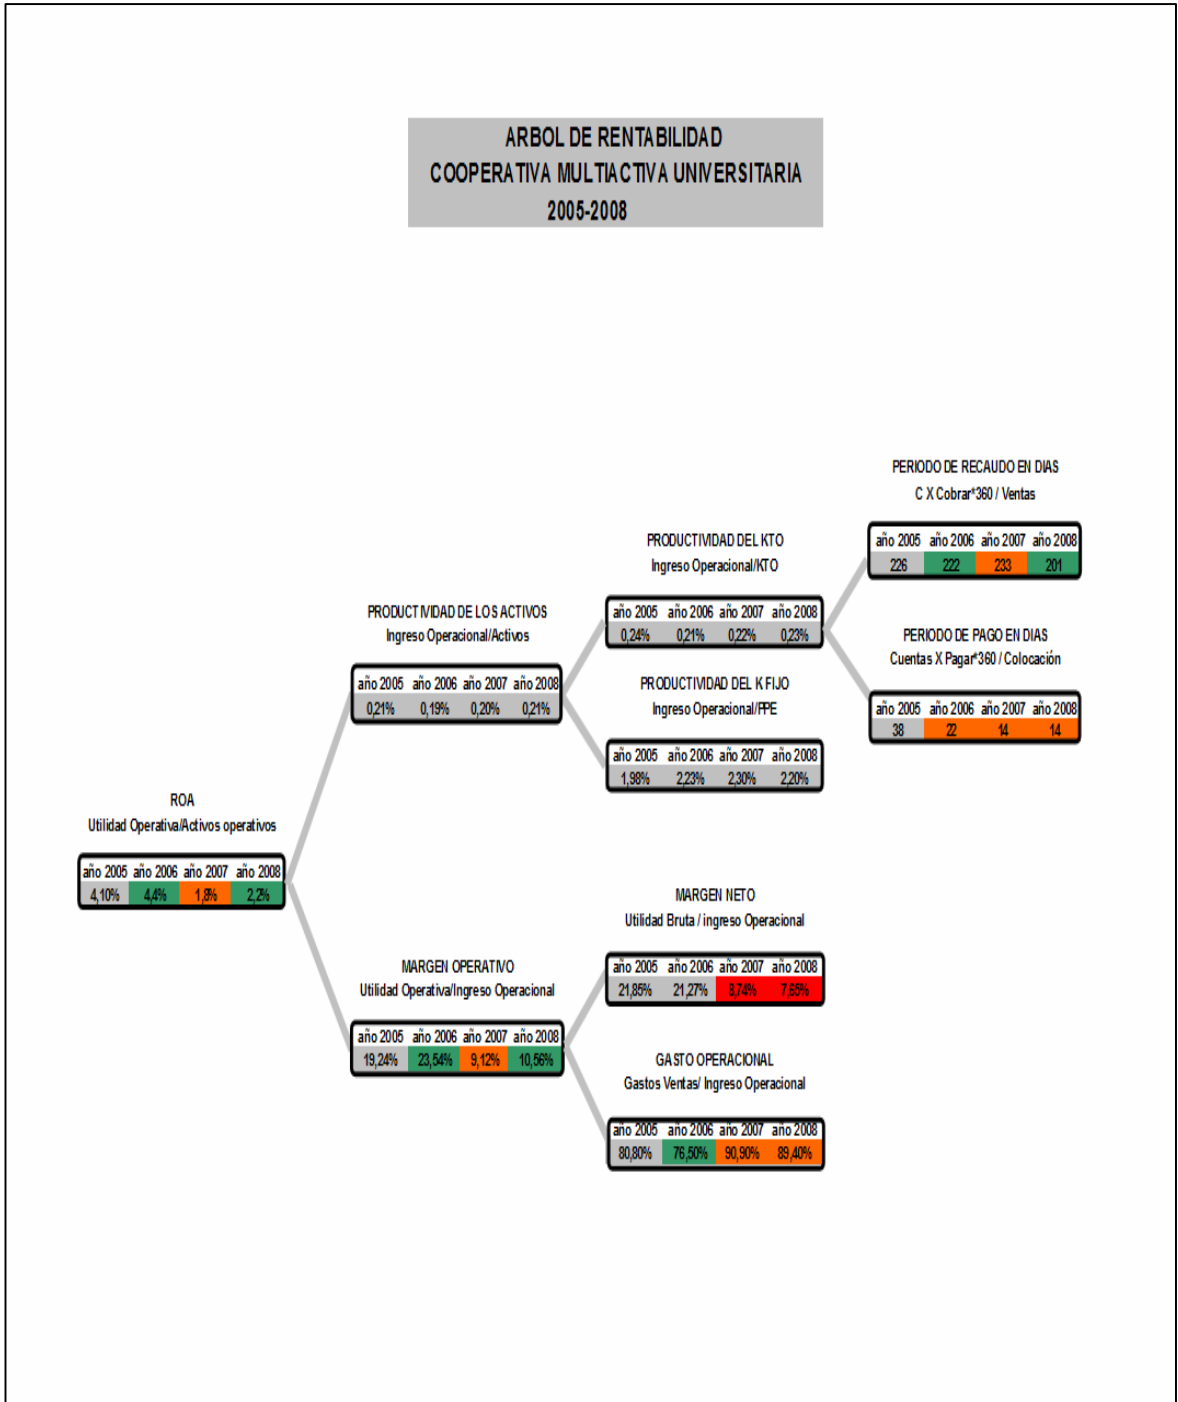 ARBOL DE RENTABILIDAD
COOPERATIVA MULTIACTIVA UNIVERSITARIA
2005-2008
PERIODO DE RECAUDO EN DIAS
C X Cobrar*360 / Ventas
año 2005 año 2006 año 2007 año 2008
226 222 233 201
PRODUCTIVIDAD DEL KTO
Ingreso Operacional/KTO
año 2005 año 2006 año 2007 año 2008
0,24% 0,21% 0,22% 0,23%
PRODUCTIVIDAD DE LOS ACTIVOS
Ingreso Operacional/Activos
año 2005 año 2006 año 2007 año 2008
0,21% 0,19% 0,20% 0,21%
PERIODO DE PAGO EN DIAS
Cuentas X Pagar*360 / Colocación
año 2005 año 2006 año 2007 año 2008
38 22 14 14
PRODUCTIVIDAD DEL K FIJO
Ingreso Operacional/PPE
año 2005 año 2006 año 2007 año 2008
1,98% 2,23% 2,30% 2,20%
ROA
Utilidad Operativa/Activos operativos
año 2005 año 2006 año 2007 año 2008
4,10% 4,4% 1,8% 2,2%
MARGEN NETO
Utilidad Bruta / ingreso Operacional
año 2005 año 2006 año 2007 año 2008
21,85% 21,27% 8,74% 7,65%
MARGEN OPERATIVO
Utilidad Operativa/Ingreso Operacional
año 2005 año 2006 año 2007 año 2008
19,24% 23,54% 9,12% 10,56%
GASTO OPERACIONAL
Gastos Ventas/ Ingreso Operacional
año 2005 año 2006 año 2007 año 2008
80,80% 76,50% 90,90% 89,40%